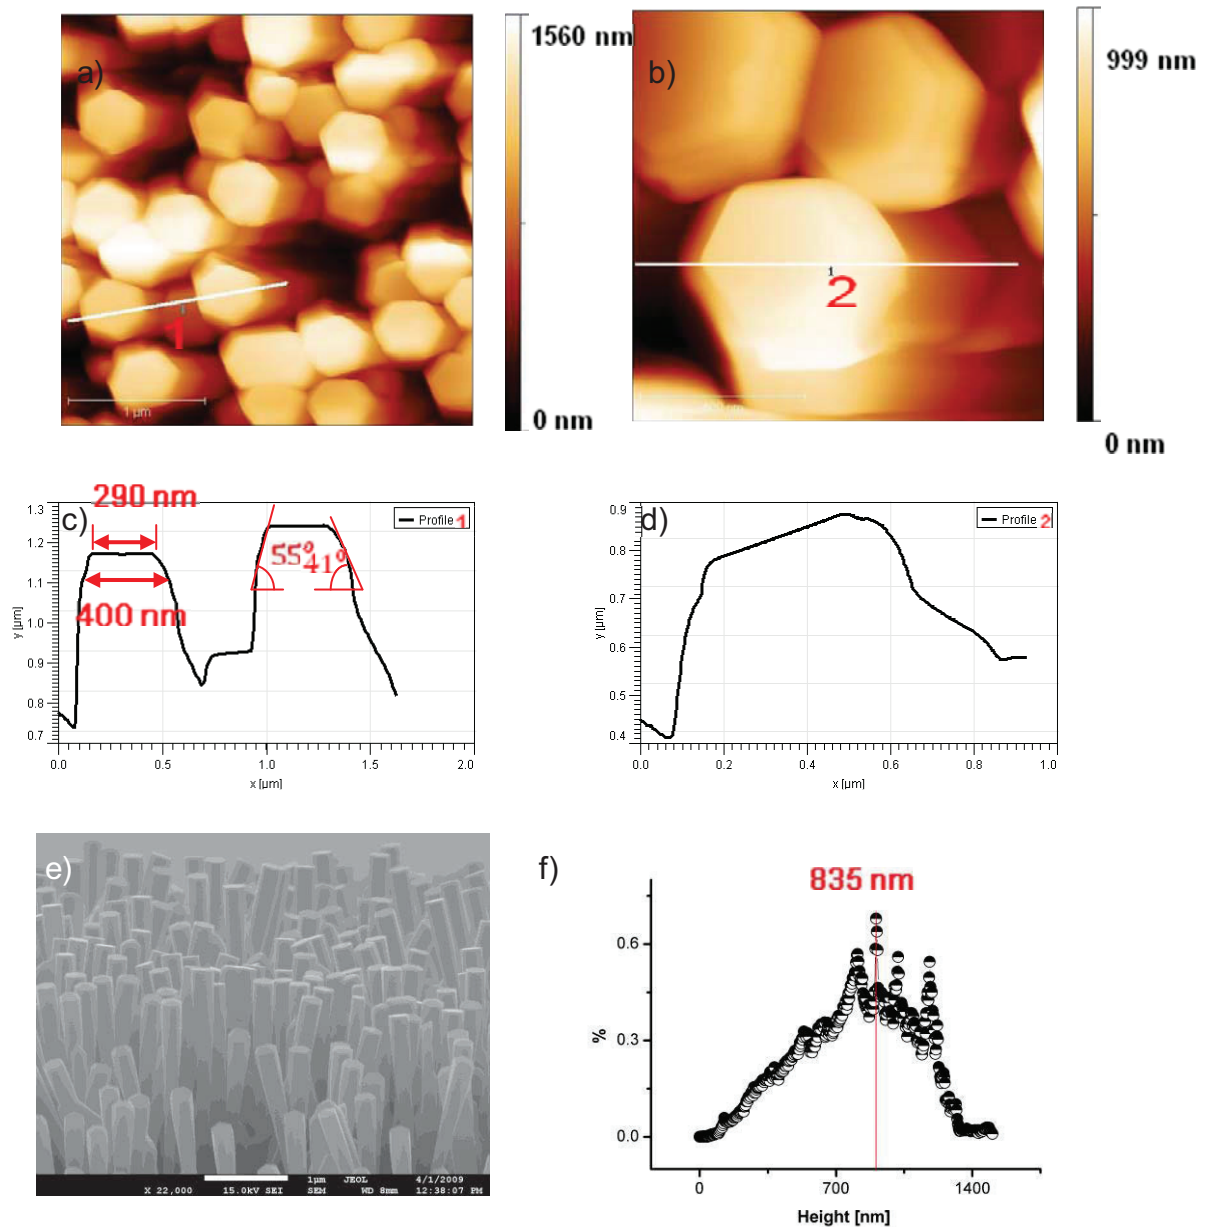 a)
1560 nm
0 nm
1
1 µm
b)
999 nm
0 nm
1
2
c)
290 nm
400 nm
55°
41°
Profile 1
1.3
1.2
1.1
1.0
0.9
0.8
0.7
y [µm]
0.0
0.5
1.0
1.5
2.0
x [µm]
d)
Profile 2
0.9
0.8
0.7
0.6
0.5
0.4
y [µm]
0.0
0.2
0.4
0.6
0.8
1.0
x [µm]
e)
1µm JEOL 4/1/2009
X 22,000 15.0kV SEI SEM WD 8mm 12:38:07 PM
f)
835 nm
0.6
0.3
0.0
%
0
700
1400
Height [nm]